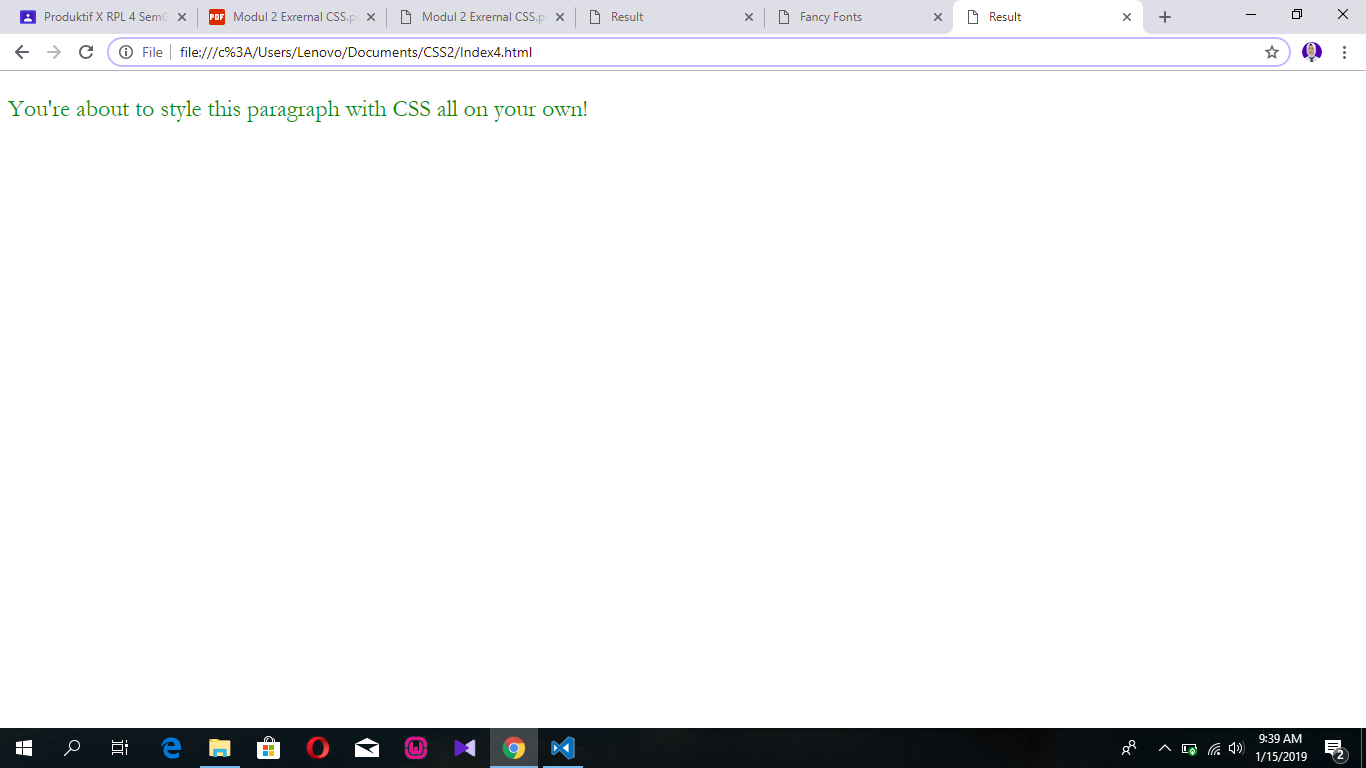 Produktif X RPL 4 Sem
Modul 2 Exrernal CSS.p
Modul 2 Exrernal CSS.p
Result
Fancy Fonts
Result
File
file:///c%3A/Users/Lenovo/Documents/CSS2/Index4.html
You're about to style this paragraph with CSS all on your own!
PDF
9:39 AM
1/15/2019
2